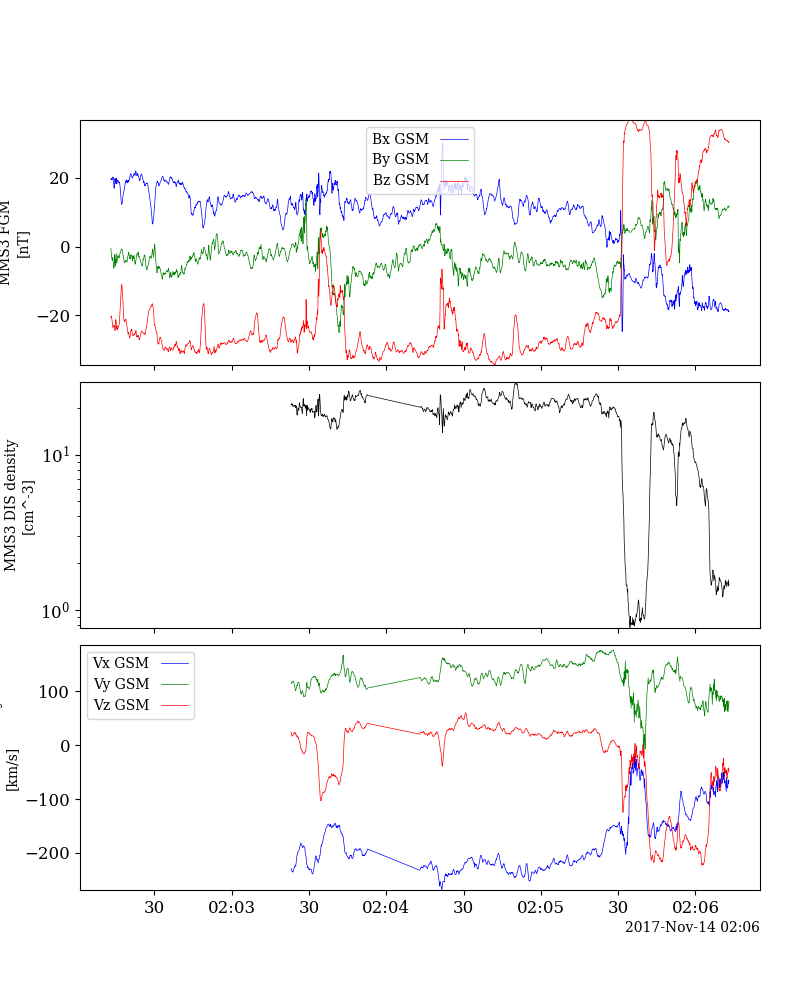 MMS3 FGM
[nT]
20
0
−20
Bx GSM
By GSM
Bz GSM
MMS3 DIS density
[cm^-3]
10^1
10^0
[km/s]
100
0
−100
−200
Vx GSM
Vy GSM
Vz GSM
30 02:03 30 02:04 30 02:05 30 02:06
2017-Nov-14 02:06